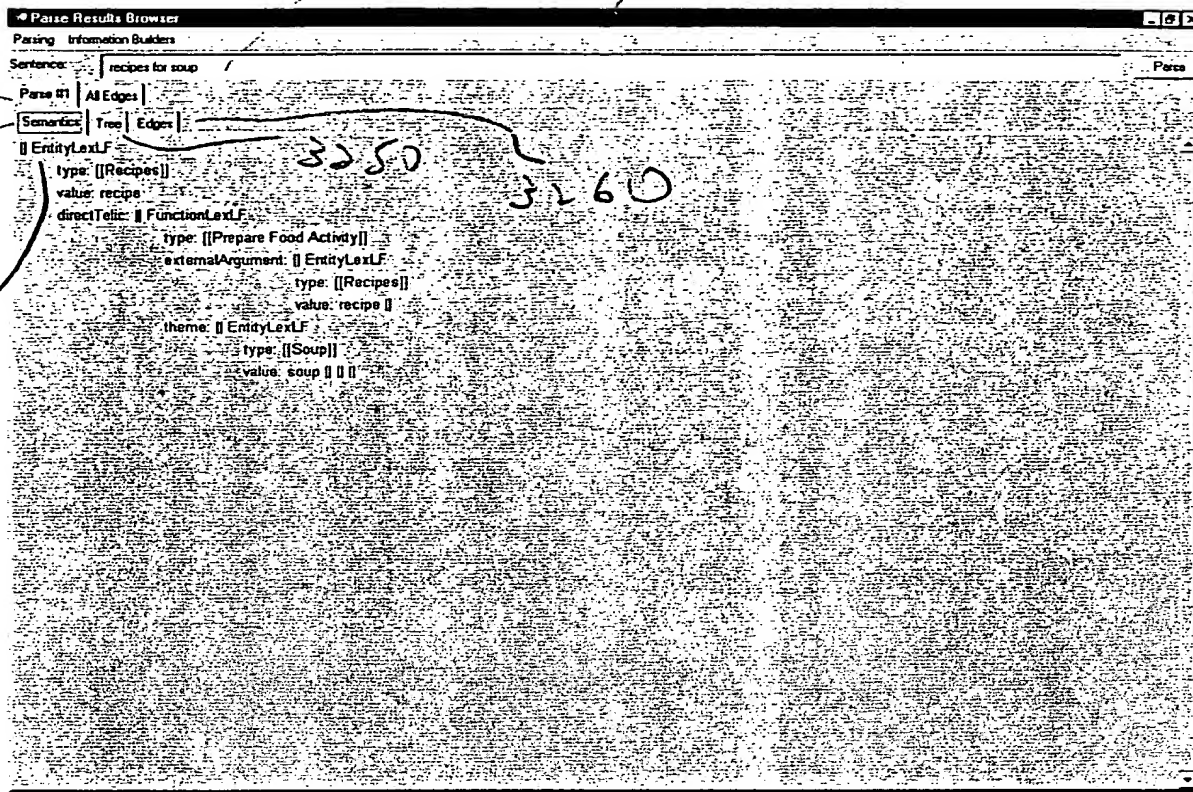 Parse Results Browser
Parsing Information Builders
Sentence: recipes for soup Parse
Parse #1 All Edges
Semantics Tree Edges
3250
3260
[] EntityLexLF
type: [[Recipes]]
value: recipe
directTelic: [] FunctionLexLF
type: [[Prepare Food Activity]]
externalArgument: [] EntityLexLF
type: [[Recipes]]
value: recipe []
theme: [] EntityLexLF
type: [[Soup]]
value: soup [] [] []